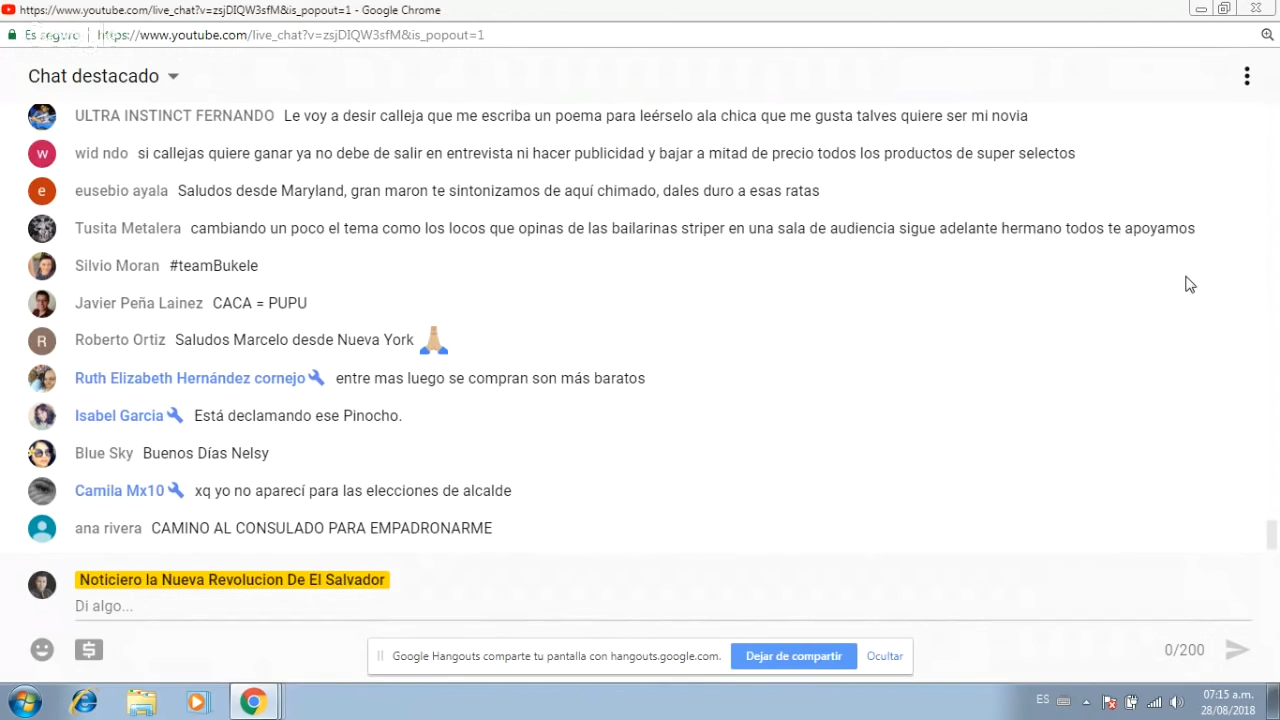 https://www.youtube.com/live_chat?v=zsjDIQW3sfM&is_popout=1 - Google Chrome
Es seguro https://www.youtube.com/live_chat?v=zsjDIQW3sfM&is_popout=1
Chat destacado
ULTRA INSTINCT FERNANDO Le voy a desir calleja que me escriba un poema para leérselo ala chica que me gusta talves quiere ser mi novia
w wid ndo si callejas quiere ganar ya no debe de salir en entrevista ni hacer publicidad y bajar a mitad de precio todos los productos de super selectos
e eusebio ayala Saludos desde Maryland, gran maron te sintonizamos de aquí chimado, dales duro a esas ratas
Tusita Metalera cambiando un poco el tema como los locos que opinas de las bailarinas striper en una sala de audiencia sigue adelante hermano todos te apoyamos
Silvio Moran #teamBukele
Javier Peña Lainez CACA = PUPU
R Roberto Ortiz Saludos Marcelo desde Nueva York
Ruth Elizabeth Hernández cornejo entre mas luego se compran son más baratos
Isabel Garcia Está declamando ese Pinocho.
Blue Sky Buenos Días Nelsy
Camila Mx10 xq yo no aparecí para las elecciones de alcalde
ana rivera CAMINO AL CONSULADO PARA EMPADRONARME
Noticiero la Nueva Revolucion De El Salvador
Di algo...
Google Hangouts comparte tu pantalla con hangouts.google.com. Dejar de compartir Ocultar
0/200
ES 07:15 a.m.
28/08/2018